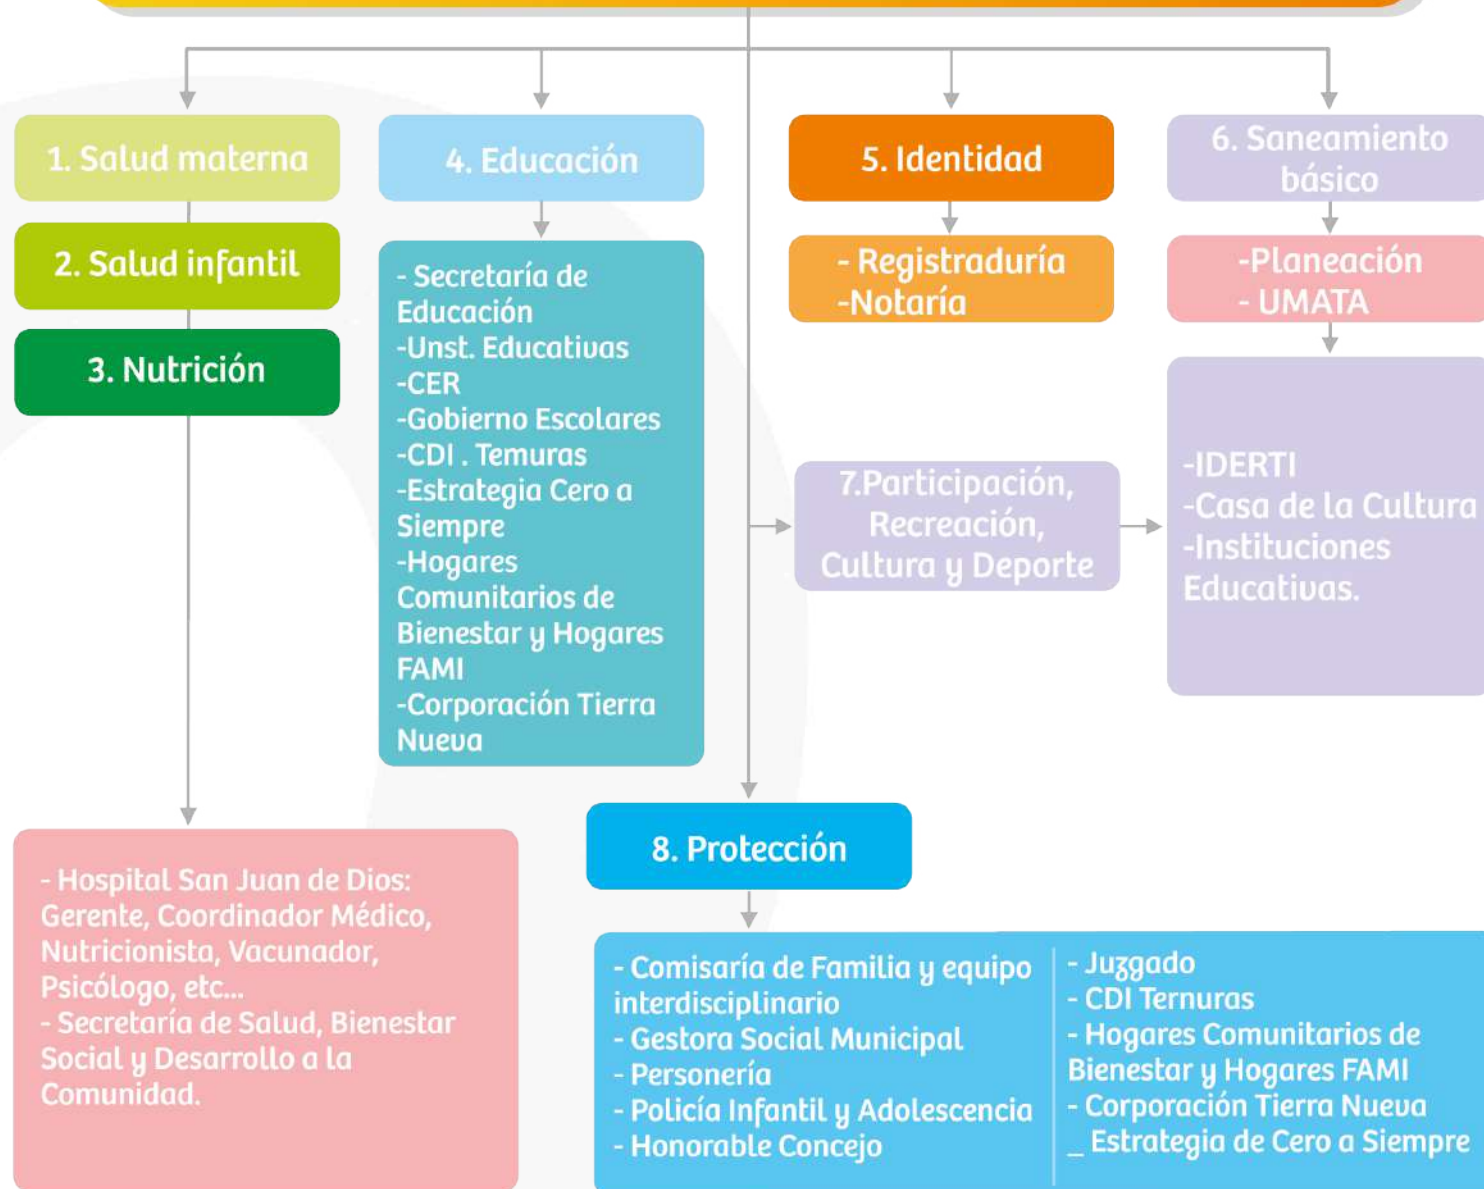 1. Salud materna
2. Salud infantil
3. Nutrición
- Hospital San Juan de Dios:
Gerente, Coordinador Médico,
Nutricionista, Vacunador,
Psicólogo, etc...
- Secretaría de Salud, Bienestar
Social y Desarrollo a la
Comunidad.
4. Educación
- Secretaría de
Educación
-Unst. Educativas
-CER
-Gobierno Escolares
-CDI . Temuras
-Estrategia Cero a
Siempre
-Hogares
Comunitarios de
Bienestar y Hogares
FAMI
-Corporación Tierra
Nueva
5. Identidad
- Registraduría
-Notaría
6. Saneamiento
básico
-Planeación
- UMATA
7.Participación,
Recreación,
Cultura y Deporte
-IDERTI
-Casa de la Cultura
-Instituciones
Educativas.
8. Protección
- Comisaría de Familia y equipo
interdisciplinario
- Gestora Social Municipal
- Personería
- Policía Infantil y Adolescencia
- Honorable Concejo
- Juzgado
- CDI Ternuras
- Hogares Comunitarios de
Bienestar y Hogares FAMI
- Corporación Tierra Nueva
_ Estrategia de Cero a Siempre